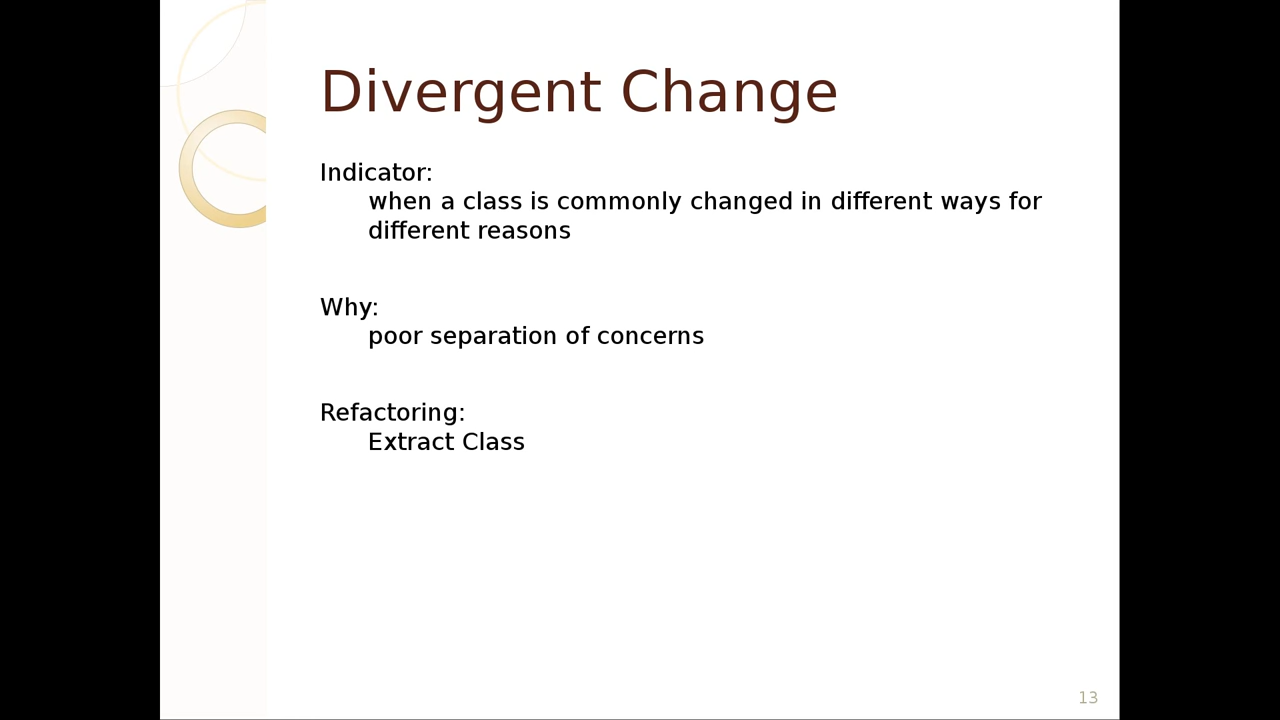 Divergent Change
Indicator:
when a class is commonly changed in different ways for
different reasons
Why:
poor separation of concerns
Refactoring:
Extract Class
13